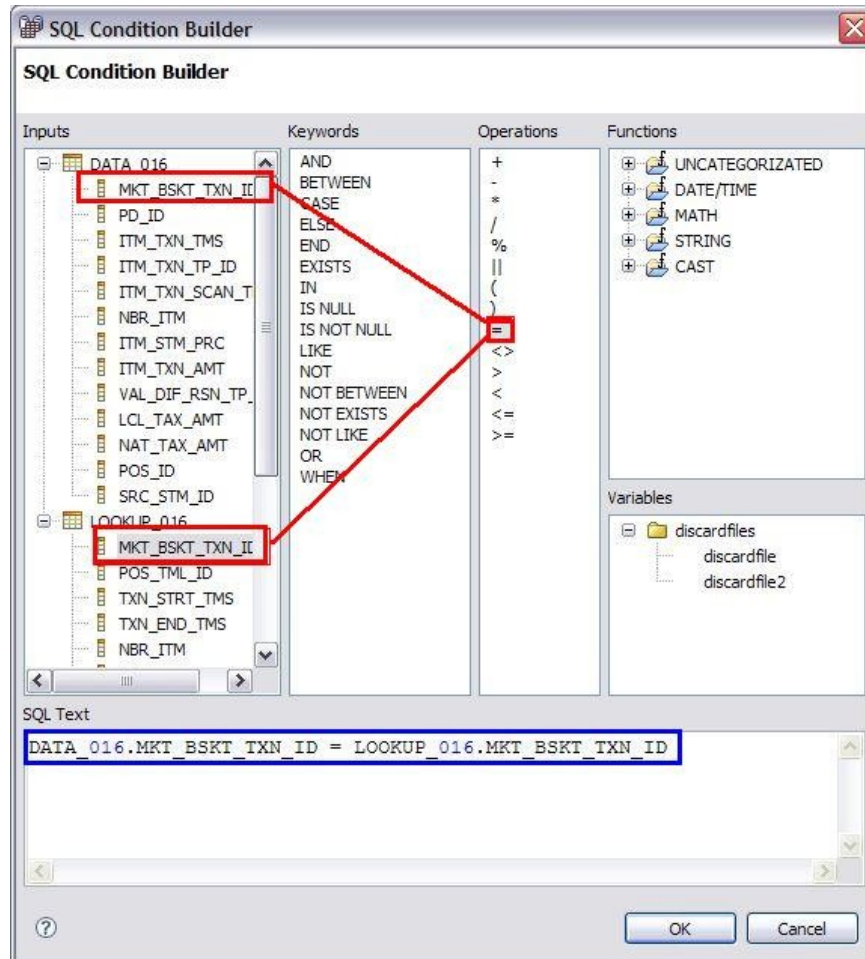 SQL Condition Builder
SQL Condition Builder
Inputs
DATA_016
MKT_BSKT_TXN_ID
PD_ID
ITM_TXN_TMS
ITM_TXN_TP_ID
ITM_TXN_SCAN_T
NBR_ITM
ITM_STM_PRC
ITM_TXN_AMT
VAL_DIF_RSN_TP_
LCL_TAX_AMT
NAT_TAX_AMT
POS_ID
SRC_STM_ID
LOOKUP_016
MKT_BSKT_TXN_ID
POS_TML_ID
TXN_STRT_TMS
TXN_END_TMS
NBR_ITM
Keywords
AND
BETWEEN
CASE
ELSE
END
EXISTS
IN
IS NULL
IS NOT NULL
LIKE
NOT
NOT BETWEEN
NOT EXISTS
NOT LIKE
OR
WHEN
Operations
+
-
*
/
%
||
(
)
=
<>
>
<
<=
>=
Functions
UNCATEGORIZATED
DATE/TIME
MATH
STRING
CAST
Variables
discardfiles
discardfile
discardfile2
SQL Text
DATA_016.MKT_BSKT_TXN_ID = LOOKUP_016.MKT_BSKT_TXN_ID
OK
Cancel